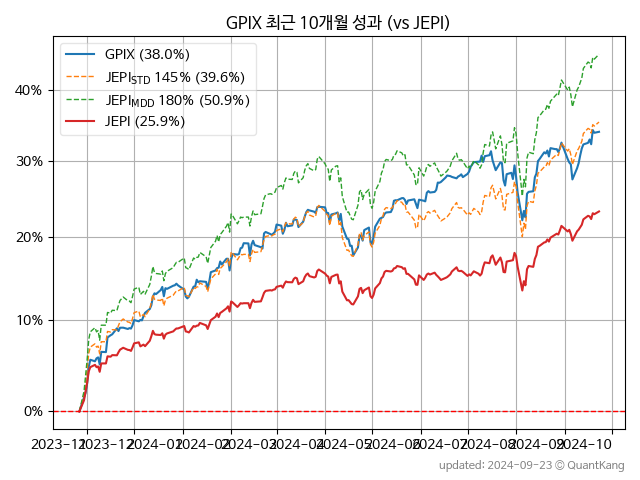 GPIX 최근 10개월 성과 (vs JEPI)
GPIX (38.0%)
JEPI_STD 145% (39.6%)
JEPI_MDD 180% (50.9%)
JEPI (25.9%)
40%
30%
20%
10%
0%
2023-11 2023-12 2024-01 2024-02 2024-03 2024-04 2024-05 2024-06 2024-07 2024-08 2024-09 2024-10
updated: 2024-09-23 ⓒ QuantKang